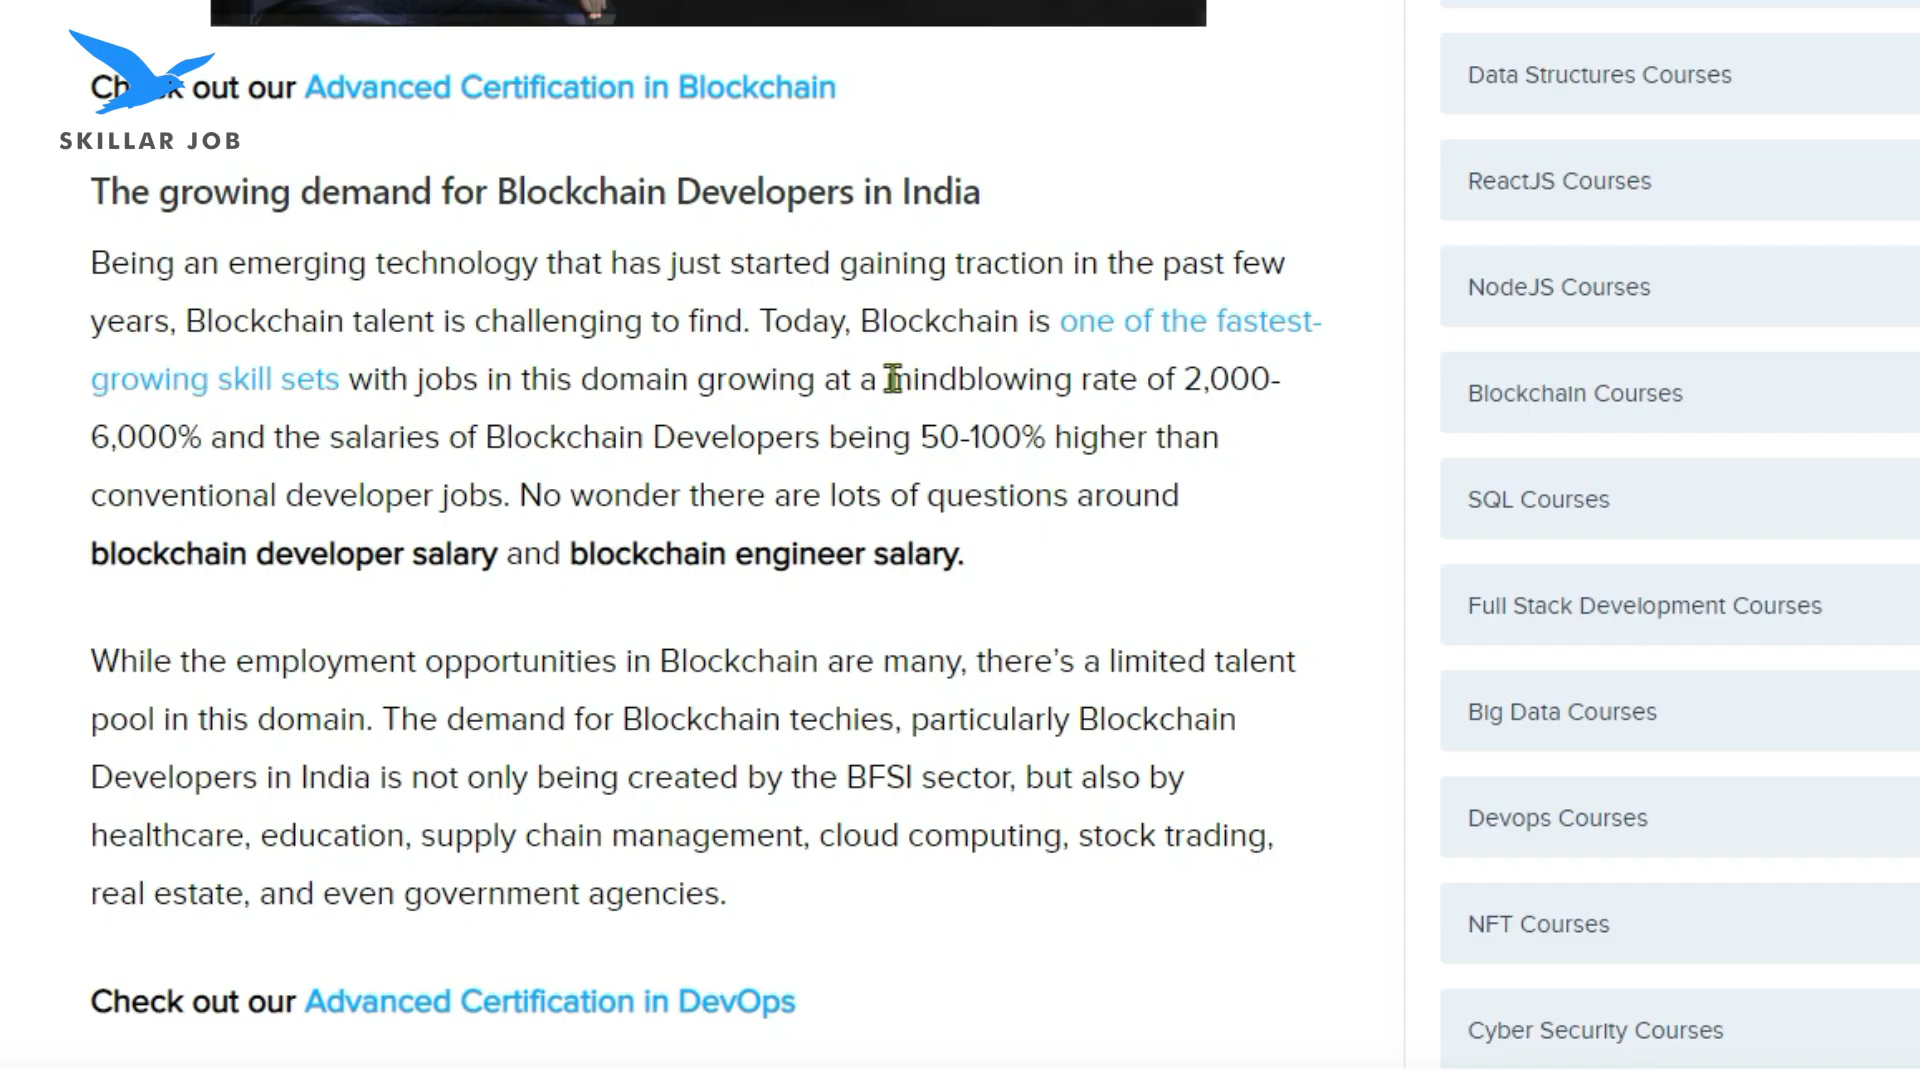 Check out our Advanced Certification in Blockchain
SKILLAR JOB
The growing demand for Blockchain Developers in India
Being an emerging technology that has just started gaining traction in the past few
years, Blockchain talent is challenging to find. Today, Blockchain is one of the fastest-
growing skill sets with jobs in this domain growing at a mindblowing rate of 2,000-
6,000% and the salaries of Blockchain Developers being 50-100% higher than
conventional developer jobs. No wonder there are lots of questions around
blockchain developer salary and blockchain engineer salary.
While the employment opportunities in Blockchain are many, there’s a limited talent
pool in this domain. The demand for Blockchain techies, particularly Blockchain
Developers in India is not only being created by the BFSI sector, but also by
healthcare, education, supply chain management, cloud computing, stock trading,
real estate, and even government agencies.
Check out our Advanced Certification in DevOps
Data Structures Courses
ReactJS Courses
NodeJS Courses
Blockchain Courses
SQL Courses
Full Stack Development Courses
Big Data Courses
Devops Courses
NFT Courses
Cyber Security Courses